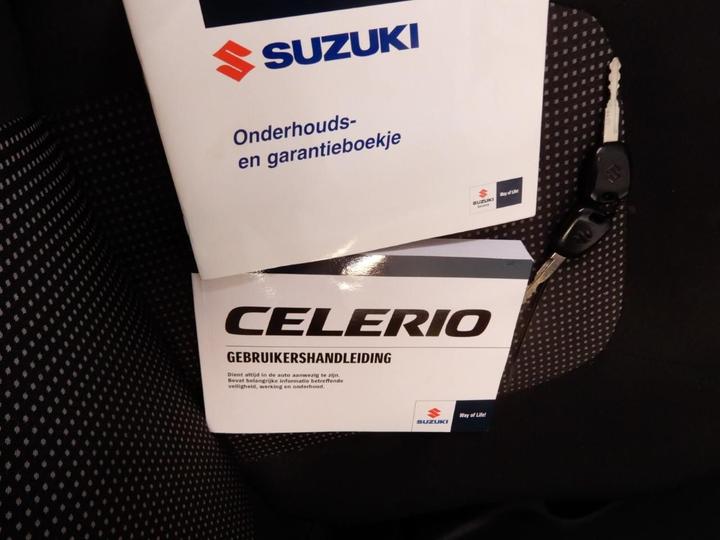 SUZUKI
Onderhouds-
en garantieboekje
SUZUKI
Way of Life!
CELERIO
GEBRUIKERSHANDLEIDING
Dient altijd in de auto aanwezig te zijn.
Bevat belangrijke informatie betreffende
veiligheid, werking en onderhoud.
SUZUKI
Way of Life!